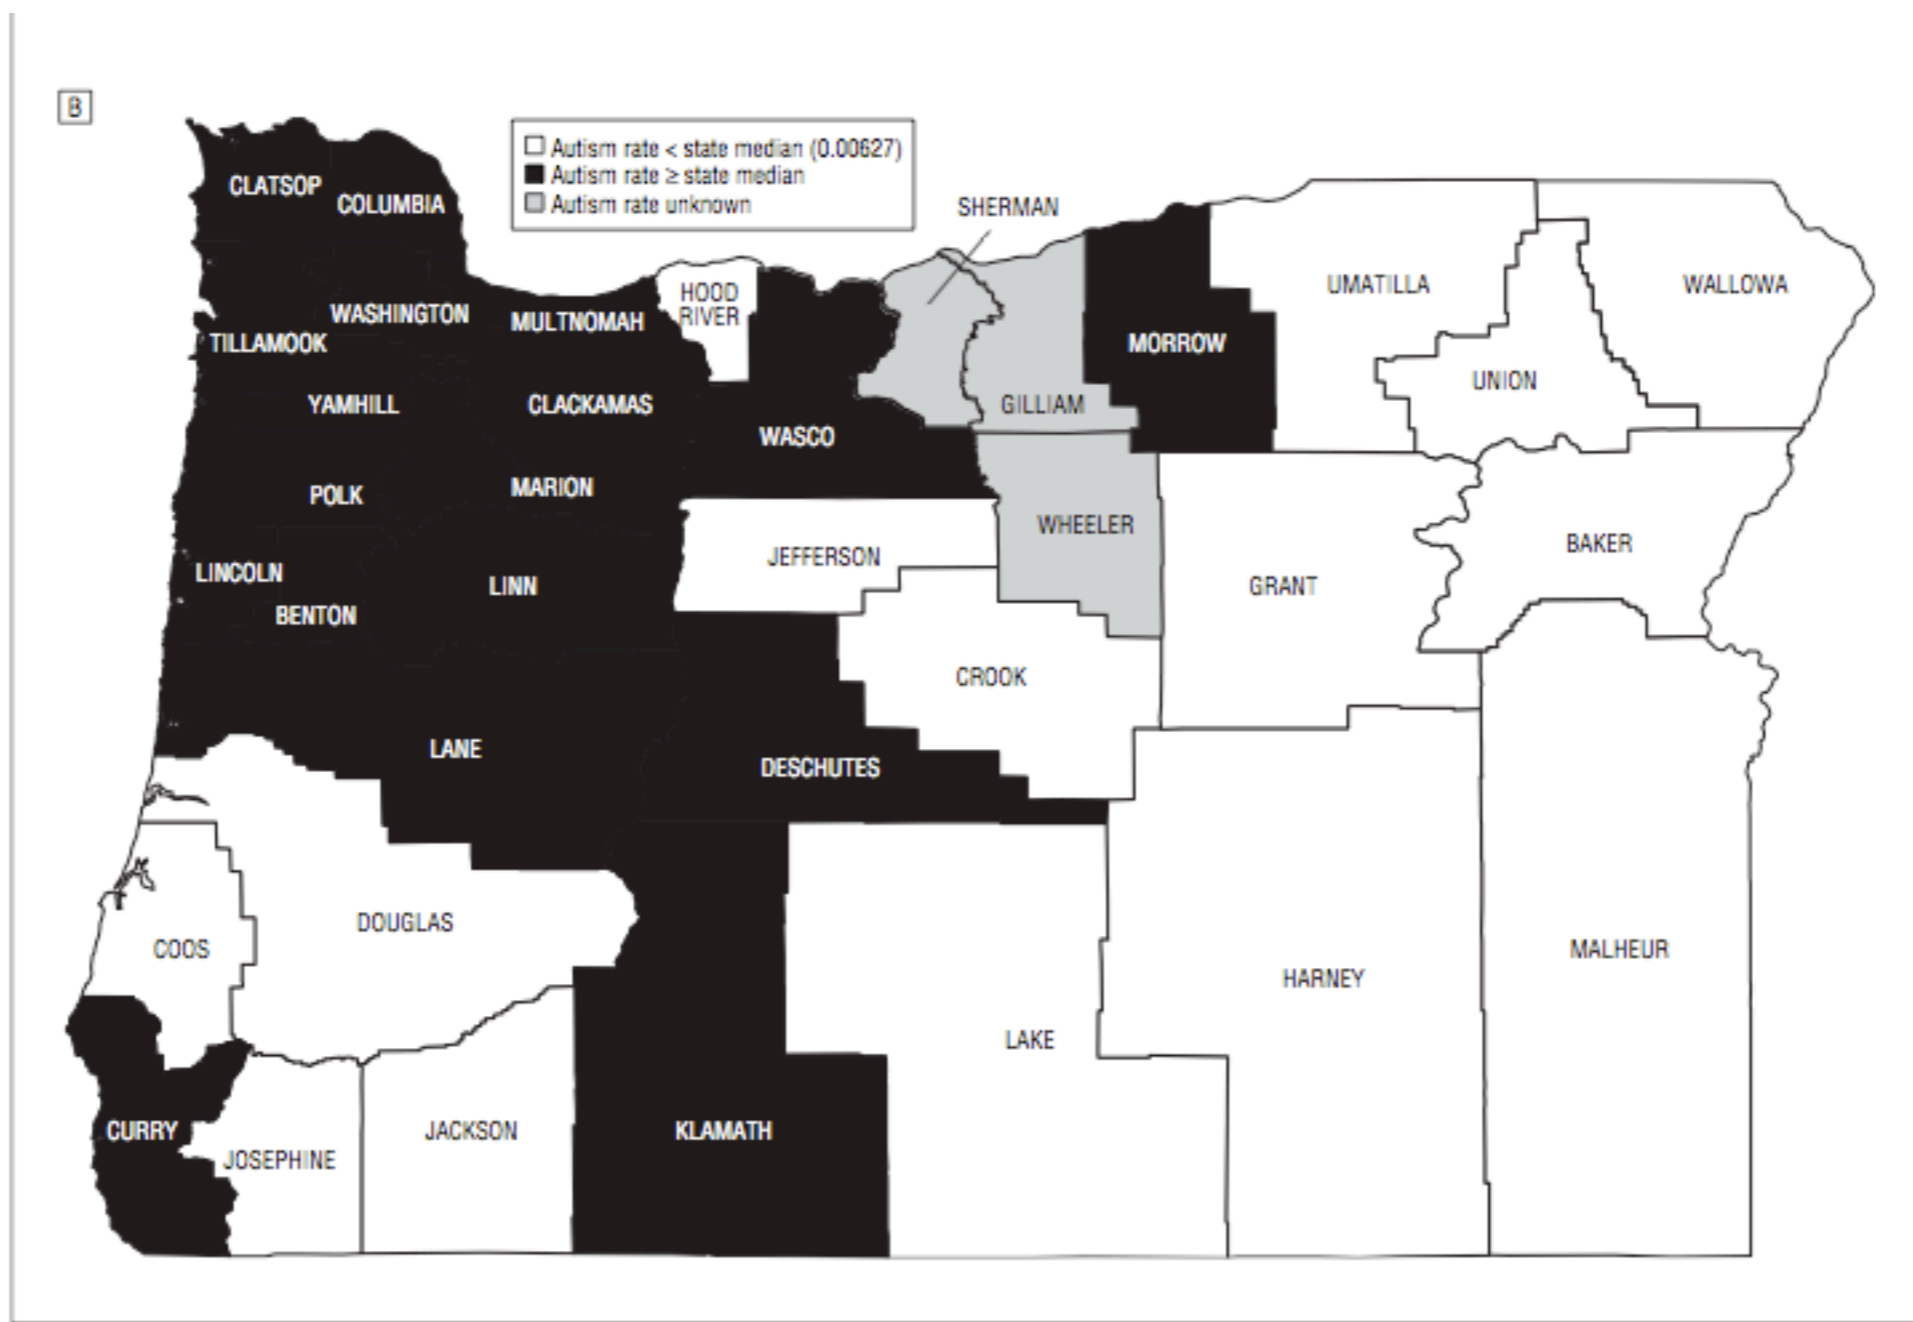 B
Autism rate < state median (0.00627)
Autism rate ≥ state median
Autism rate unknown
CLATSOP
COLUMBIA
SHERMAN
HOOD
RIVER
UMATILLA
WALLOWA
WASHINGTON
MULTNOMAH
TILLAMOOK
MORROW
UNION
YAMHILL
CLACKAMAS
GILLIAM
WASCO
POLK
MARION
WHEELER
JEFFERSON
BAKER
LINCOLN
LINN
GRANT
BENTON
CROOK
LANE
DESCHUTES
DOUGLAS
COOS
MALHEUR
HARNEY
LAKE
CURRY
JACKSON
KLAMATH
JOSEPHINE